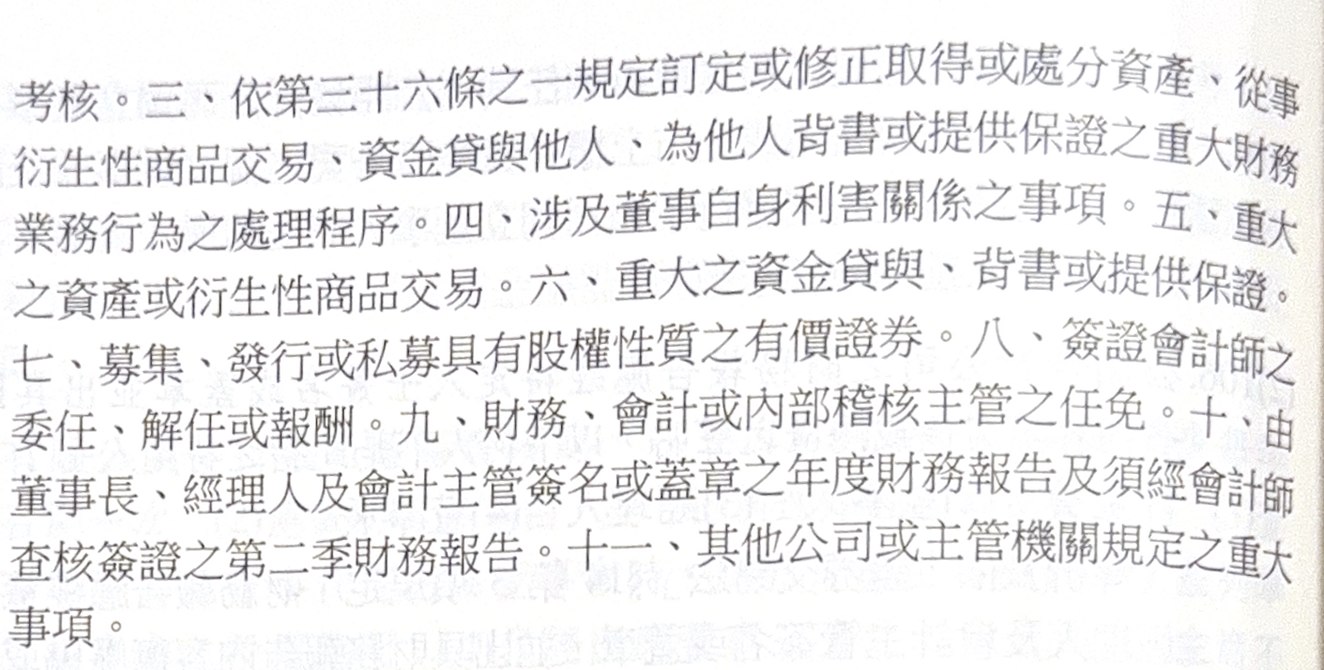 考核。三、依第三十六條之一規定訂定或修正取得或處分資產、從事
衍生性商品交易、資金貸與他人、為他人背書或提供保證之重大財務
業務行為之處理程序。四、涉及董事自身利害關係之事項。五、重大
之資產或衍生性商品交易。六、重大之資金貸與、背書或提供保證。
七、募集、發行或私募具有股權性質之有價證券。八、簽證會計師之
委任、解任或報酬。九、財務、會計或內部稽核主管之任免。十、由
董事長、經理人及會計主管簽名或蓋章之年度財務報告及須經會計師
查核簽證之第二季財務報告。十一、其他公司或主管機關規定之重大
事項。